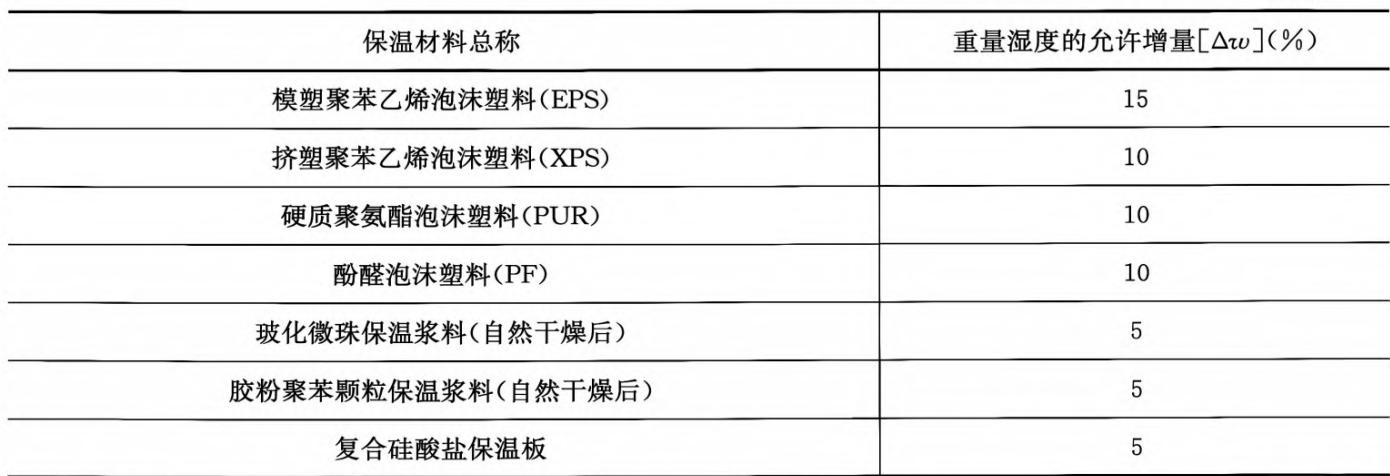 保温材料总称 重量湿度的允许增量[Δw](%)
模塑聚苯乙烯泡沫塑料(EPS) 15
挤塑聚苯乙烯泡沫塑料(XPS) 10
硬质聚氨酯泡沫塑料(PUR) 10
酚醛泡沫塑料(PF) 10
玻化微珠保温浆料(自然干燥后) 5
胶粉聚苯颗粒保温浆料(自然干燥后) 5
复合硅酸盐保温板 5